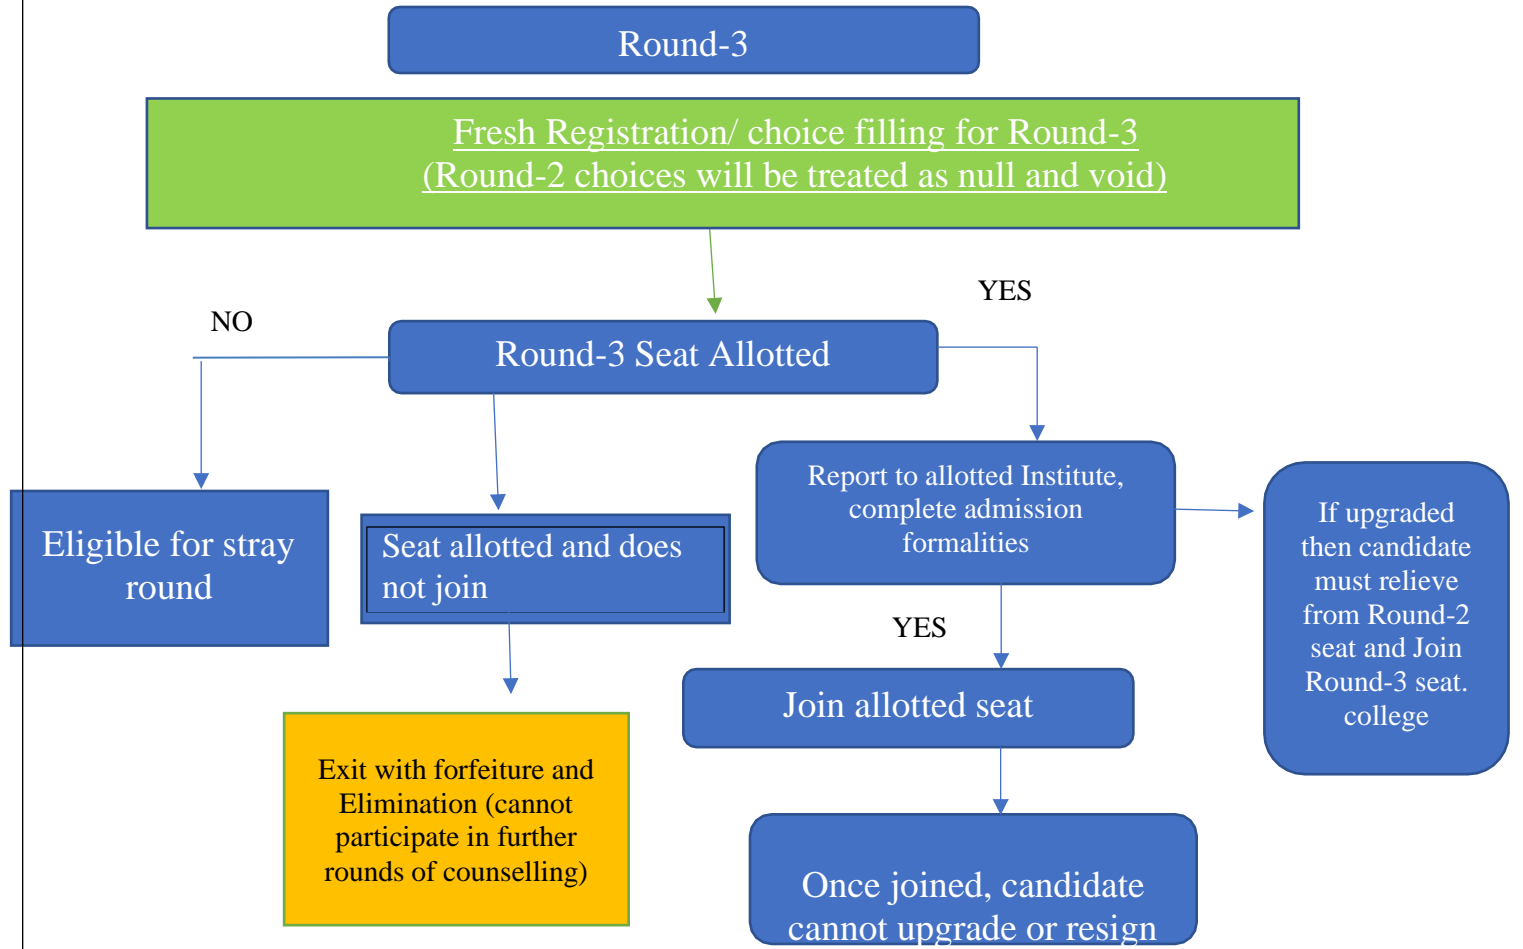 Round-3
Fresh Registration/ choice filling for Round-3
(Round-2 choices will be treated as null and void)
YES
NO
Round-3 Seat Allotted
Report to allotted Institute,
complete admission
formalities
If upgraded
then candidate
must relieve
from Round-2
seat and Join
Round-3 seat.
college
Eligible for stray
round
Seat allotted and does
not join
YES
Join allotted seat
Exit with forfeiture and
Elimination (cannot
participate in further
rounds of counselling)
Once joined, candidate
cannot upgrade or resign